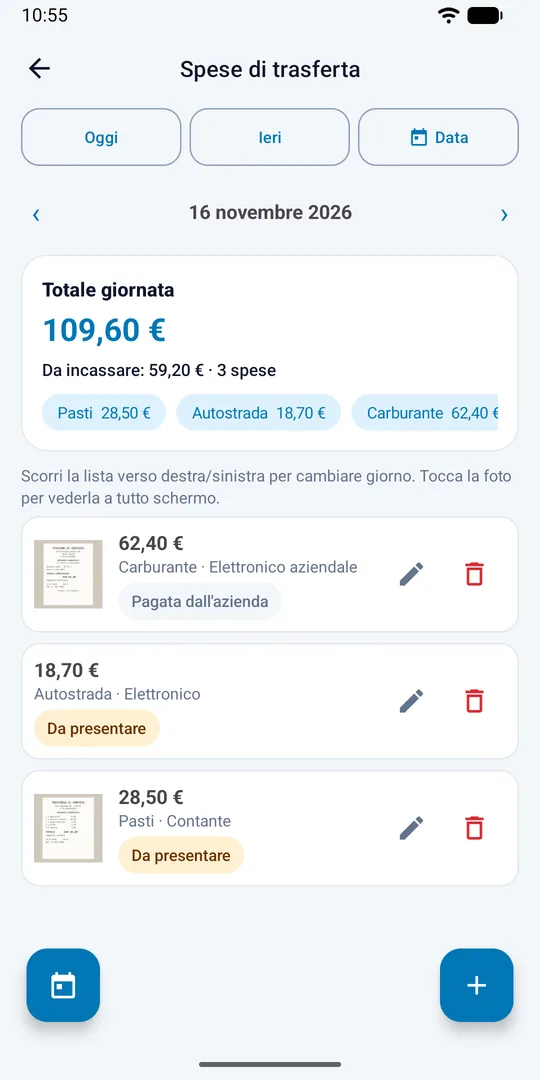 10:55
Spese di trasferta
Oggi
Ieri
Data
16 novembre 2026
Totale giornata
109,60 €
Da incassare: 59,20 € · 3 spese
Pasti 28,50 €
Autostrada 18,70 €
Carburante 62,40 €
Scorri la lista verso destra/sinistra per cambiare giorno. Tocca la foto
per vederla a tutto schermo.
62,40 €
Carburante · Elettronico aziendale
Pagata dall'azienda
18,70 €
Autostrada · Elettronico
Da presentare
28,50 €
Pasti · Contante
Da presentare